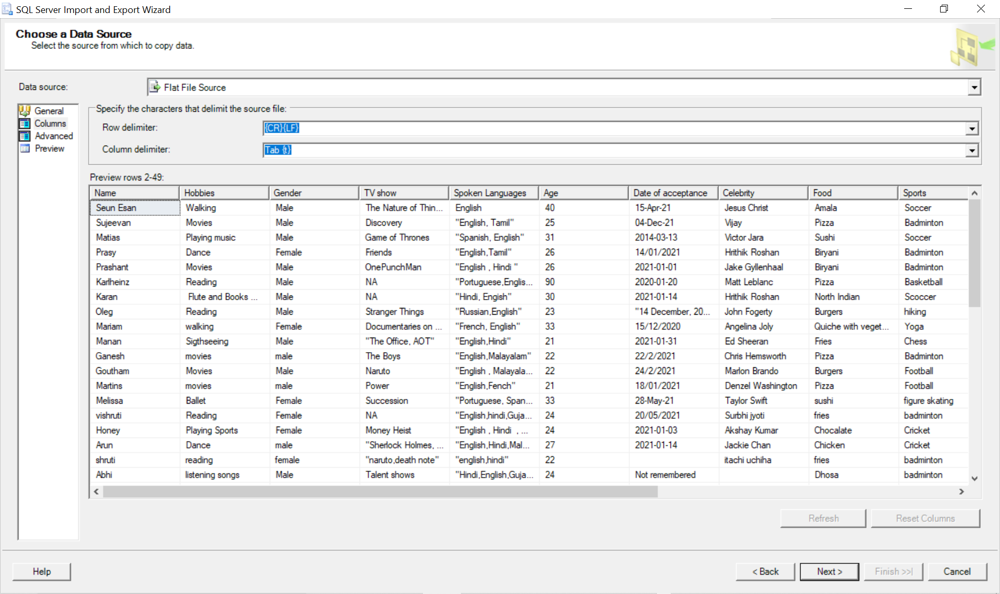 SQL Server Import and Export Wizard
Choose a Data Source
Select the source from which to copy data.
Data source: Flat File Source
General
Columns
Advanced
Preview
Specify the characters that delimit the source file:
Row delimiter: {CR}{LF}
Column delimiter: Tab {t}
Preview rows 2-49:
Name Hobbies Gender TV show Spoken Languages Age Date of acceptance Celebrity Food Sports
Seun Esan Walking Male The Nature of Thin... English 40 15-Apr-21 Jesus Christ Amala Soccer
Sujeevan Movies Male Discovery "English, Tamil" 25 04-Dec-21 Vijay Pizza Badminton
Matias Playing music Male Game of Thrones "Spanish, English" 31 2014-03-13 Victor Jara Sushi Soccer
Prasy Dance Female Friends "English,Tamil" 26 14/01/2021 Hrithik Roshan Biryani Badminton
Prashant Movies Male OnePunchMan "English , Hindi " 26 2021-01-01 Jake Gyllenhaal Biryani Badminton
Karlheinz Reading Male NA "Portuguese,Englis... 90 2020-01-20 Matt Leblanc Pizza Basketball
Karan Flute and Books ... Male NA "Hindi, Engish" 30 2021-01-14 Hrithik Roshan North Indian Scoccer
Oleg Reading Male Stranger Things "Russian,English" 23 "14 December, 20... John Fogerty Burgers hiking
Mariam walking Female Documentaries on ... "French, English" 33 15/12/2020 Angelina Joly Quiche with veget... Yoga
Manan Sigthseeing Male "The Office, AOT" "English,Hindi" 21 2021-01-31 Ed Sheeran Fries Chess
Ganesh movies male The Boys "English,Malayalam" 22 22/2/2021 Chris Hemsworth Pizza Badminton
Goutham Movies Male Naruto "English , Malayala... 22 24/2/2021 Marlon Brando Burgers Football
Martins movies male Power "English,Fench" 21 18/01/2021 Denzel Washington Pizza Football
Melissa Ballet Female Succession "Portuguese, Span... 33 28-May-21 Taylor Swift sushi figure skating
vishruti Reading Female NA "English,hindi,Guja... 24 20/05/2021 Surbhi jyoti fries badminton
Honey Playing Sports Female Money Heist "English , Hindi , ... 24 2021-01-03 Akshay Kumar Chocalate Cricket
Arun Dance male "Sherlock Holmes, ... "English,Hindi,Mal... 27 2021-01-14 Jackie Chan Chicken Cricket
shruti reading female "naruto,death note" "english,hindi" 22 itachi uchiha fries badminton
Abhi listening songs Male Talent shows "Hindi,English,Guja... 24 Not remembered Dhosa badminton
Refresh Reset Columns
Help < Back Next > Finish >>| Cancel